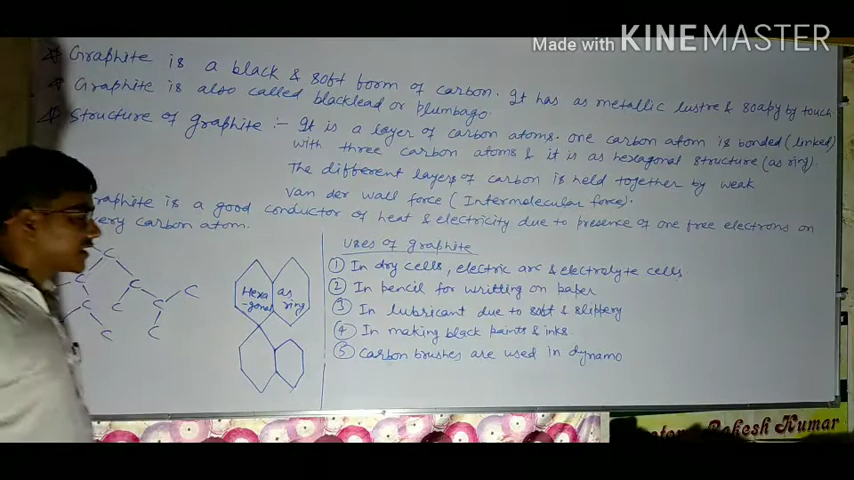 Made with KINEMASTER
Graphite is a black & soft form of carbon. It has as metallic lustre & soapy by touch
Graphite is also called blacklead or plumbago.
Structure of graphite :- It is a layer of carbon atoms. one carbon atom is bonded (linked)
with three carbon atoms & it is as hexagonal structure (as ring).
The different layers of carbon is held together by weak
van der wall force (Intermolecular force).
raphite is a good conductor of heat & electricity due to presence of one free electrons on
ery carbon atom.
C
C
C
C
C
C
C
C
C
Hexa
-gonal
as
ring
Uses of graphite
① In dry cells, electric arc & electrolyte cells.
② In pencil for writting on paper
③ In lubricant due to soft & slippery
④ In making black paints & inks
⑤ Carbon brushes are used in dynamo
Rakesh Kumar